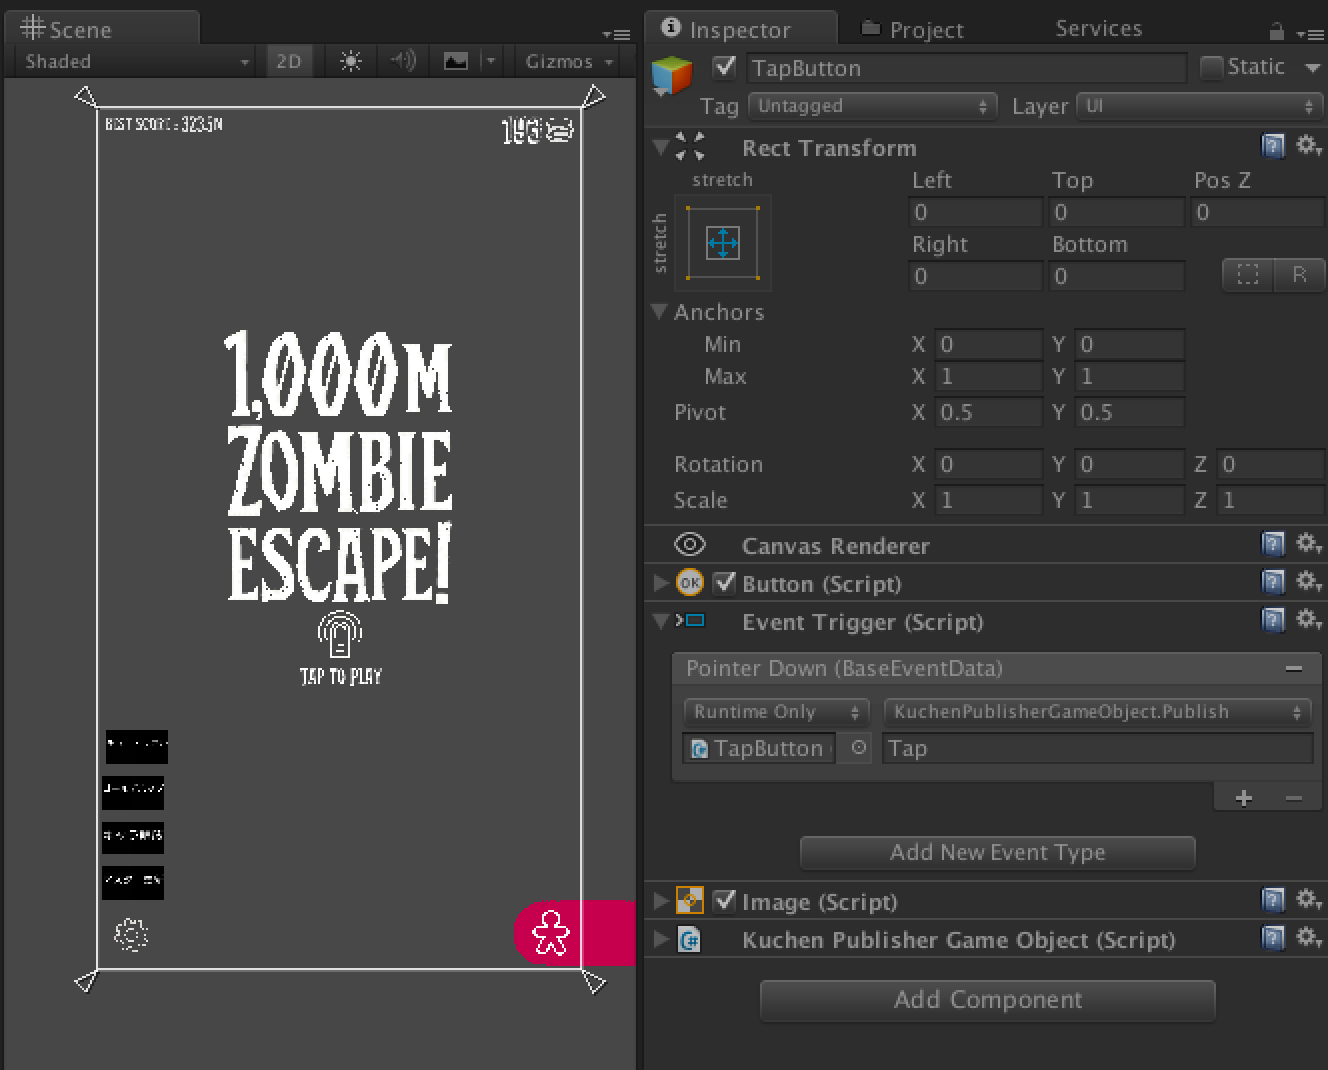 Scene
Shaded
2D
Gizmos
BEST SCORE : 323.5M
196
1,000M
ZOMBIE
ESCAPE!
TAP TO PLAY
Inspector
Project
Services
TapButton
Static
Tag
Untagged
Layer
UI
Rect Transform
stretch
stretch
Left
Top
Pos Z
0
0
0
Right
Bottom
0
0
R
Anchors
Min
X 0
Y 0
Max
X 1
Y 1
Pivot
X 0.5
Y 0.5
Rotation
X 0
Y 0
Z 0
Scale
X 1
Y 1
Z 1
Canvas Renderer
OK
Button (Script)
Event Trigger (Script)
Pointer Down (BaseEventData)
Runtime Only
KuchenPublisherGameObject.Publish
TapButton
Tap
Add New Event Type
Image (Script)
C#
Kuchen Publisher Game Object (Script)
Add Component